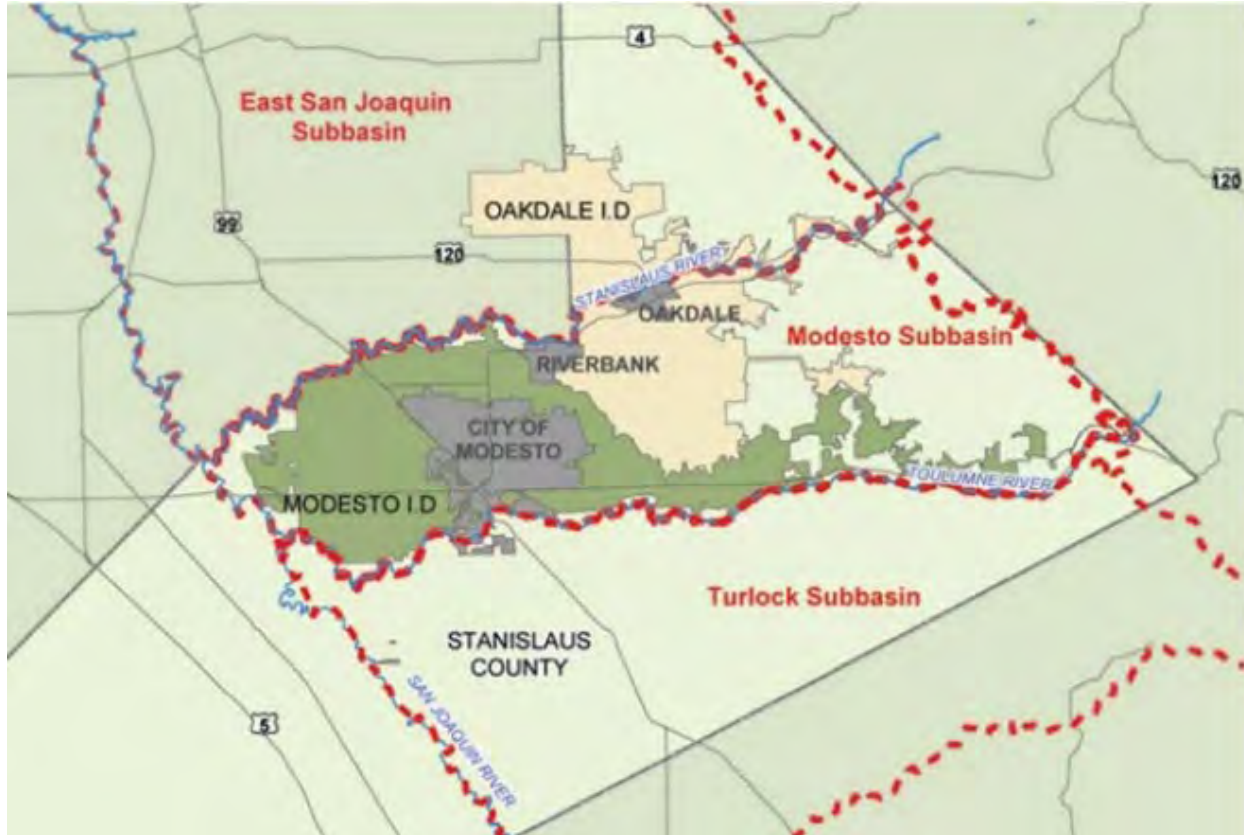 4
East San Joaquin
Subbasin
120
OAKDALE I.D
99
120
STANISLAUS RIVER
OAKDALE
Modesto Subbasin
RIVERBANK
CITY OF
MODESTO
TOULUMNE RIVER
MODESTO I.D
Turlock Subbasin
STANISLAUS
COUNTY
SAN JOAQUIN RIVER
5